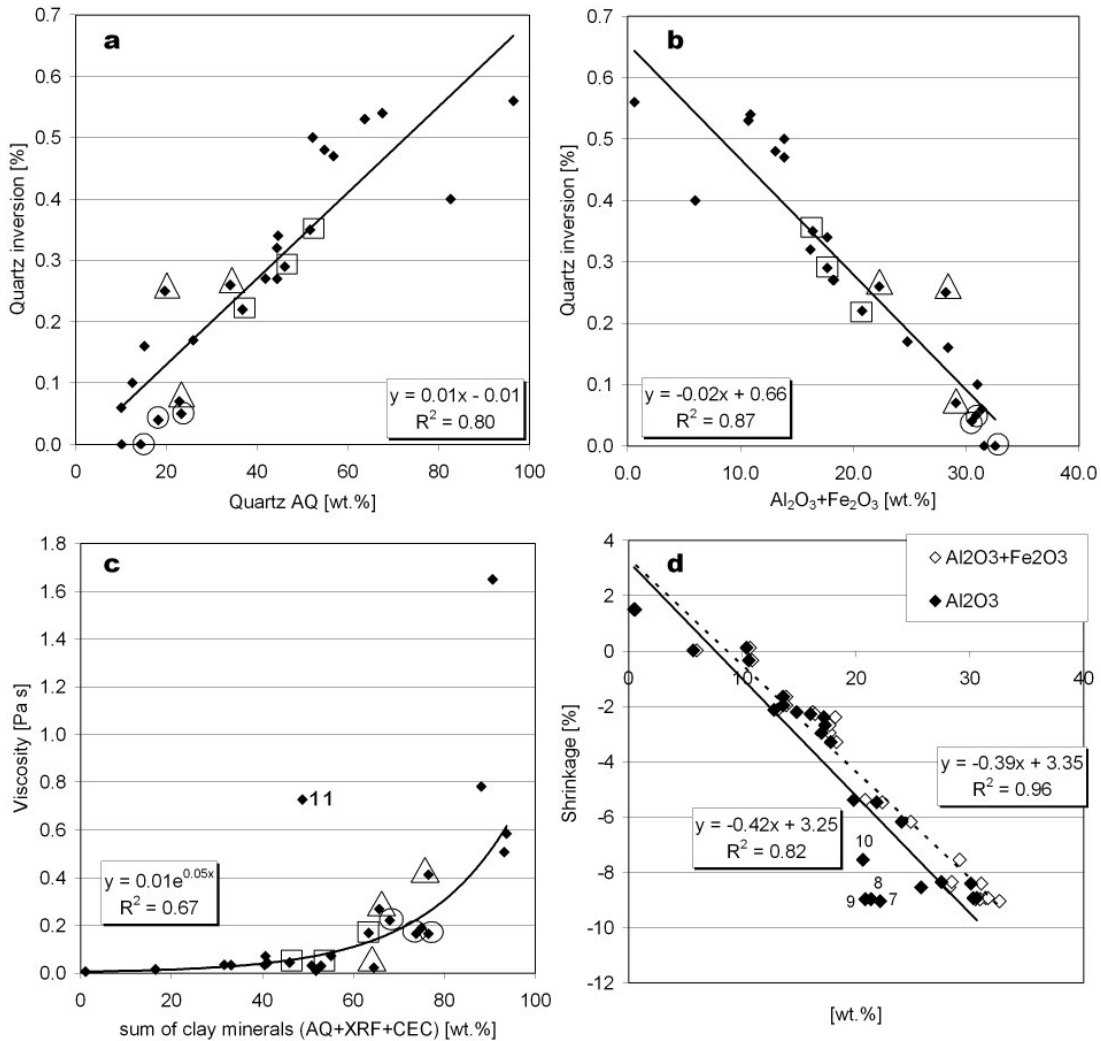 a
0.7
0.6
0.5
0.4
0.3
0.2
0.1
0.0
Quartz inversion [%]
y = 0.01x - 0.01
R² = 0.80
0 20 40 60 80 100
Quartz AQ [wt.%]
b
0.7
0.6
0.5
0.4
0.3
0.2
0.1
0.0
Quartz inversion [%]
y = -0.02x + 0.66
R² = 0.87
0.0 10.0 20.0 30.0 40.0
Al₂O₃+Fe₂O₃ [wt.%]
c
1.8
1.6
1.4
1.2
1.0
0.8
0.6
0.4
0.2
0.0
Viscosity [Pa s]
11
y = 0.01e^0.05x
R² = 0.67
0 20 40 60 80 100
sum of clay minerals (AQ+XRF+CEC) [wt.%]
d
Al2O3+Fe2O3
Al2O3
4
2
0
-2
-4
-6
-8
-10
-12
Shrinkage [%]
0 10 20 30 40
y = -0.39x + 3.35
R² = 0.96
y = -0.42x + 3.25
R² = 0.82
10
8
9 7
[wt.%]